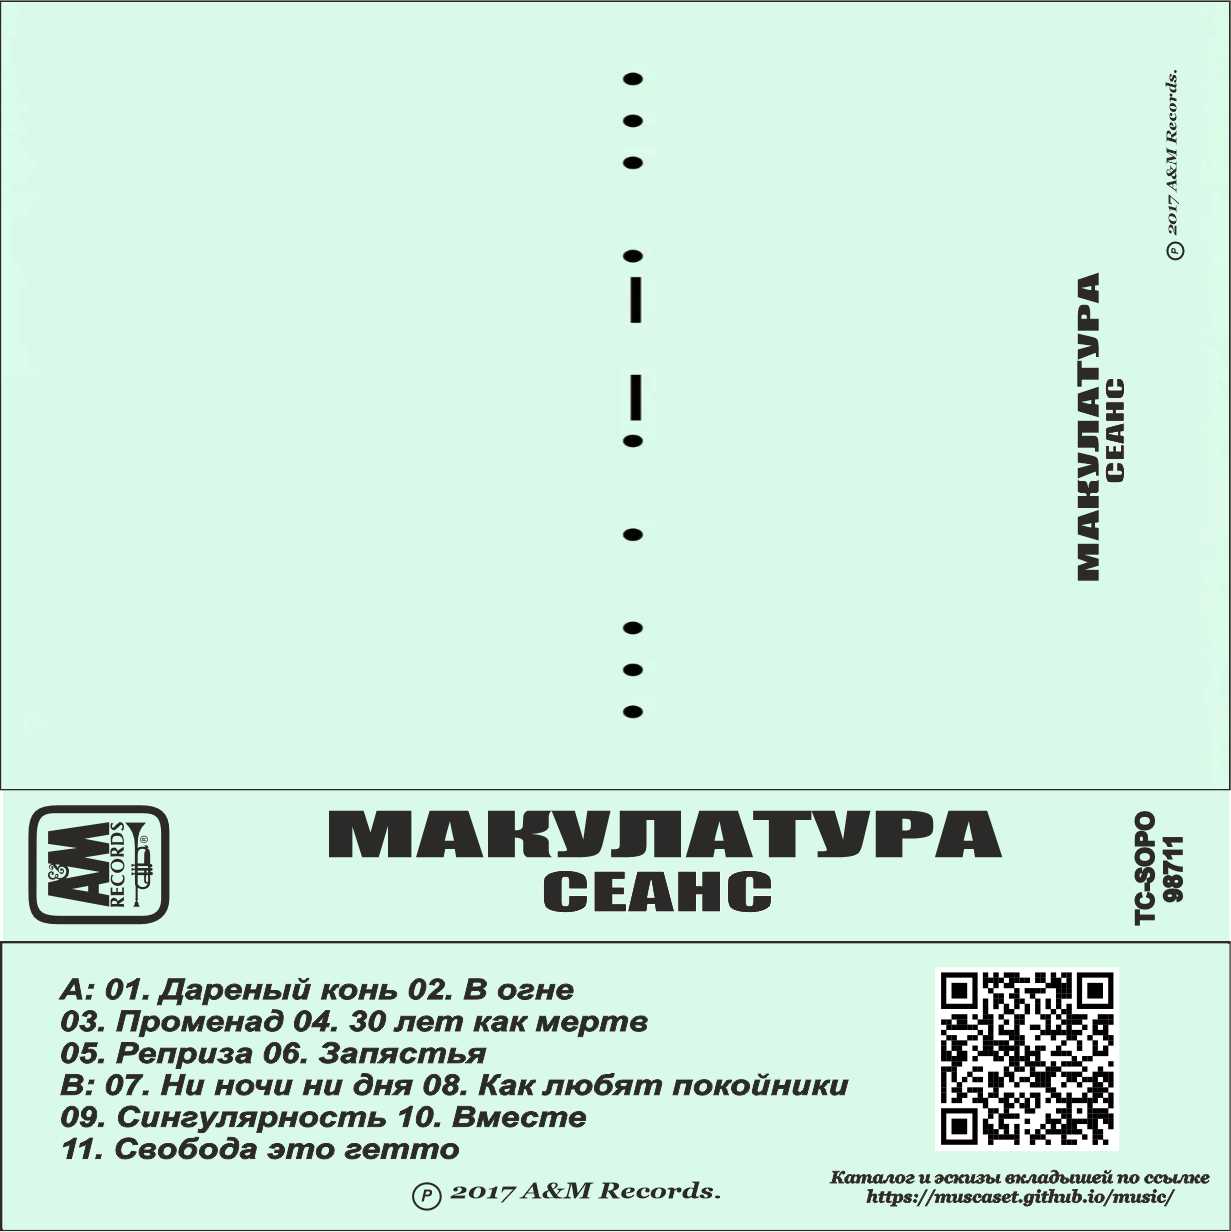 ℗ 2017 A&M Records.
МАКУЛАТУРА
СЕАНС
A&M
RECORDS
®
МАКУЛАТУРА
СЕАНС
TC-SOPO
98711
A: 01. Дареный конь 02. В огне
03. Променад 04. 30 лет как мертв
05. Реприза 06. Запястья
B: 07. Ни ночи ни дня 08. Как любят покойники
09. Сингулярность 10. Вместе
11. Свобода это гетто
℗ 2017 A&M Records.
Каталог и эскизы вкладышей по ссылке
https://muscaset.github.io/music/